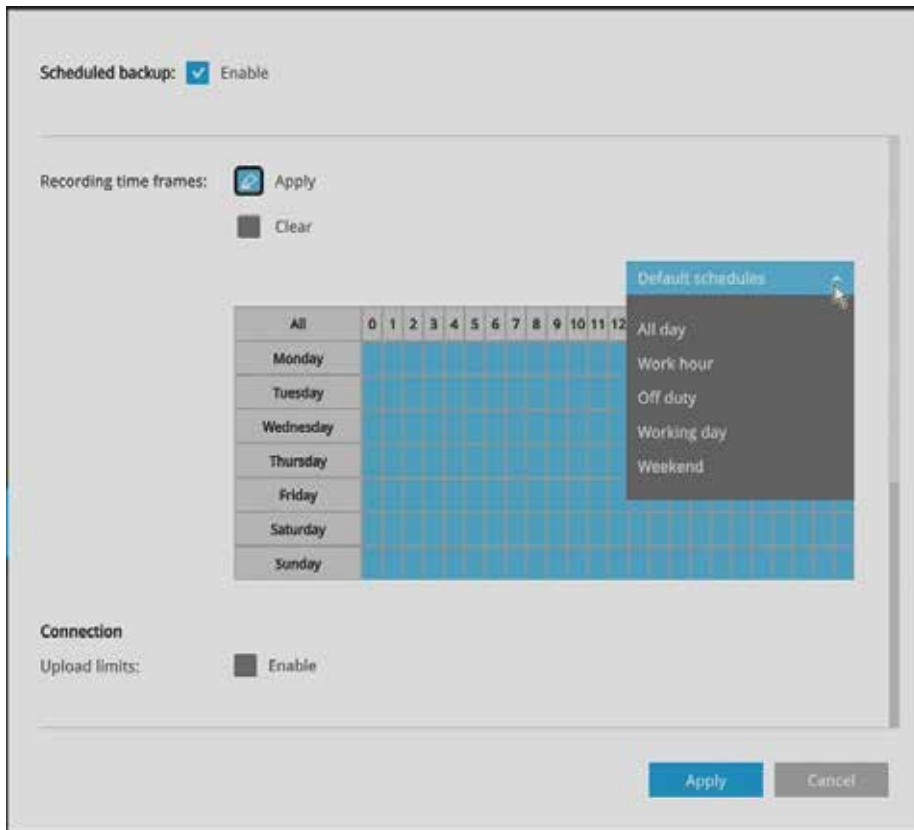 Scheduled backup: Enable
Recording time frames: Apply
Clear
Default schedules
All 0 1 2 3 4 5 6 7 8 9 10 11 12
All day
Monday
Work hour
Tuesday
Off duty
Wednesday
Working day
Thursday
Weekend
Friday
Saturday
Sunday
Connection
Upload limits: Enable
Apply Cancel